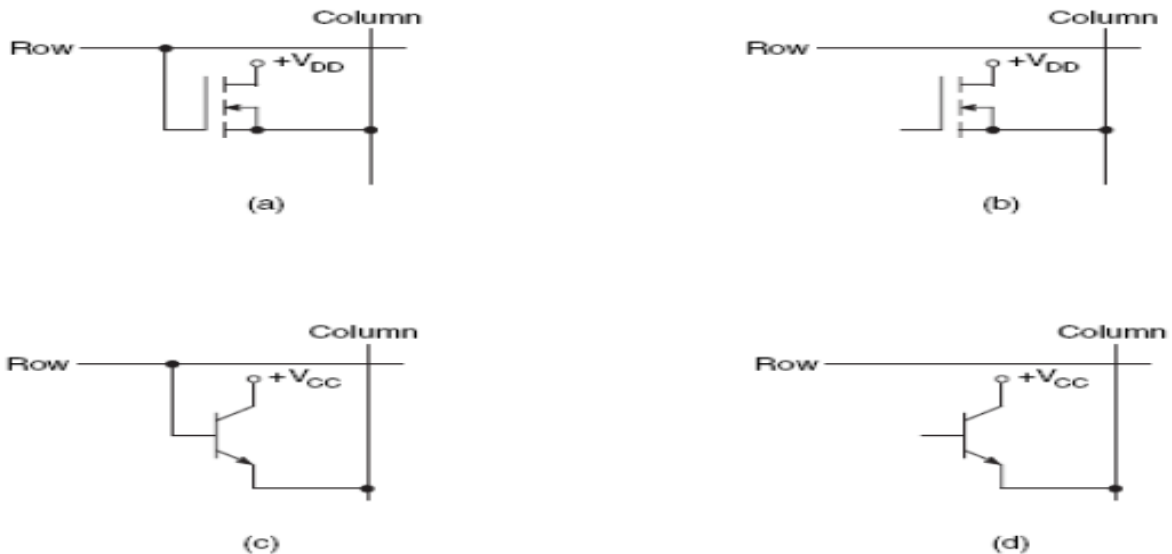 Column
Row
+VDD
(a)
Column
Row
+VDD
(b)
Column
Row
+VCC
(c)
Column
Row
+VCC
(d)